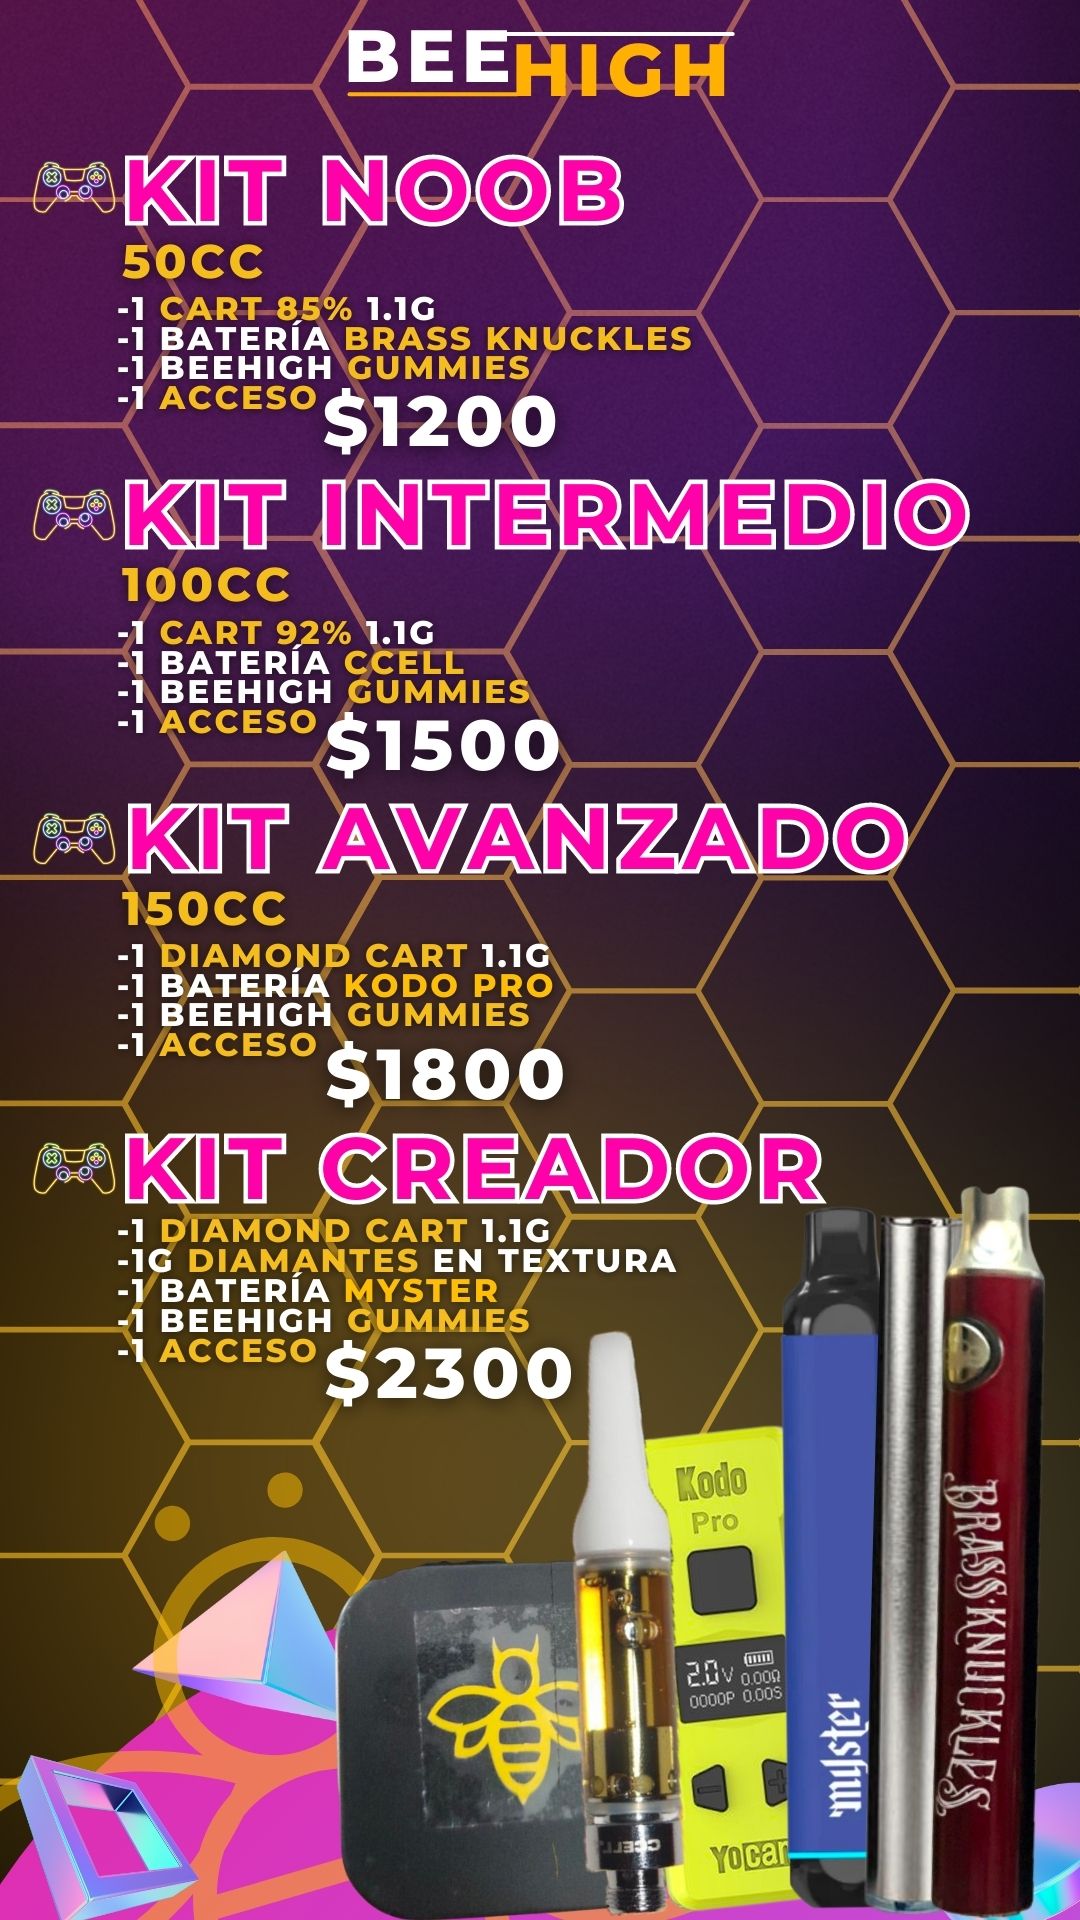 BEEHIGH
KIT NOOB
50CC
-1 CART 85% 1.1G
-1 BATERÍA BRASS KNUCKLES
-1 BEEHIGH GUMMIES
-1 ACCESO
$1200
KIT INTERMEDIO
100CC
-1 CART 92% 1.1G
-1 BATERÍA CCELL
-1 BEEHIGH GUMMIES
-1 ACCESO
$1500
KIT AVANZADO
150CC
-1 DIAMOND CART 1.1G
-1 BATERÍA KODO PRO
-1 BEEHIGH GUMMIES
-1 ACCESO
$1800
KIT CREADOR
-1 DIAMOND CART 1.1G
-1G DIAMANTES EN TEXTURA
-1 BATERÍA MYSTER
-1 BEEHIGH GUMMIES
-1 ACCESO
$2300
Kodo
Pro
2.0V 0.00Ω
0000P 0.00S
Yocan
CCELL
myster
BRASS·KNUCKLES